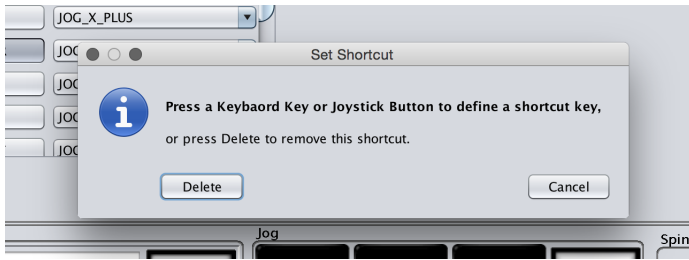 JOG_X_PLUS
JOG
Set Shortcut
JOG
Press a Keybaord Key or Joystick Button to define a shortcut key,
JOG
or press Delete to remove this shortcut.
JOG
Delete
Cancel
Jog
Spin